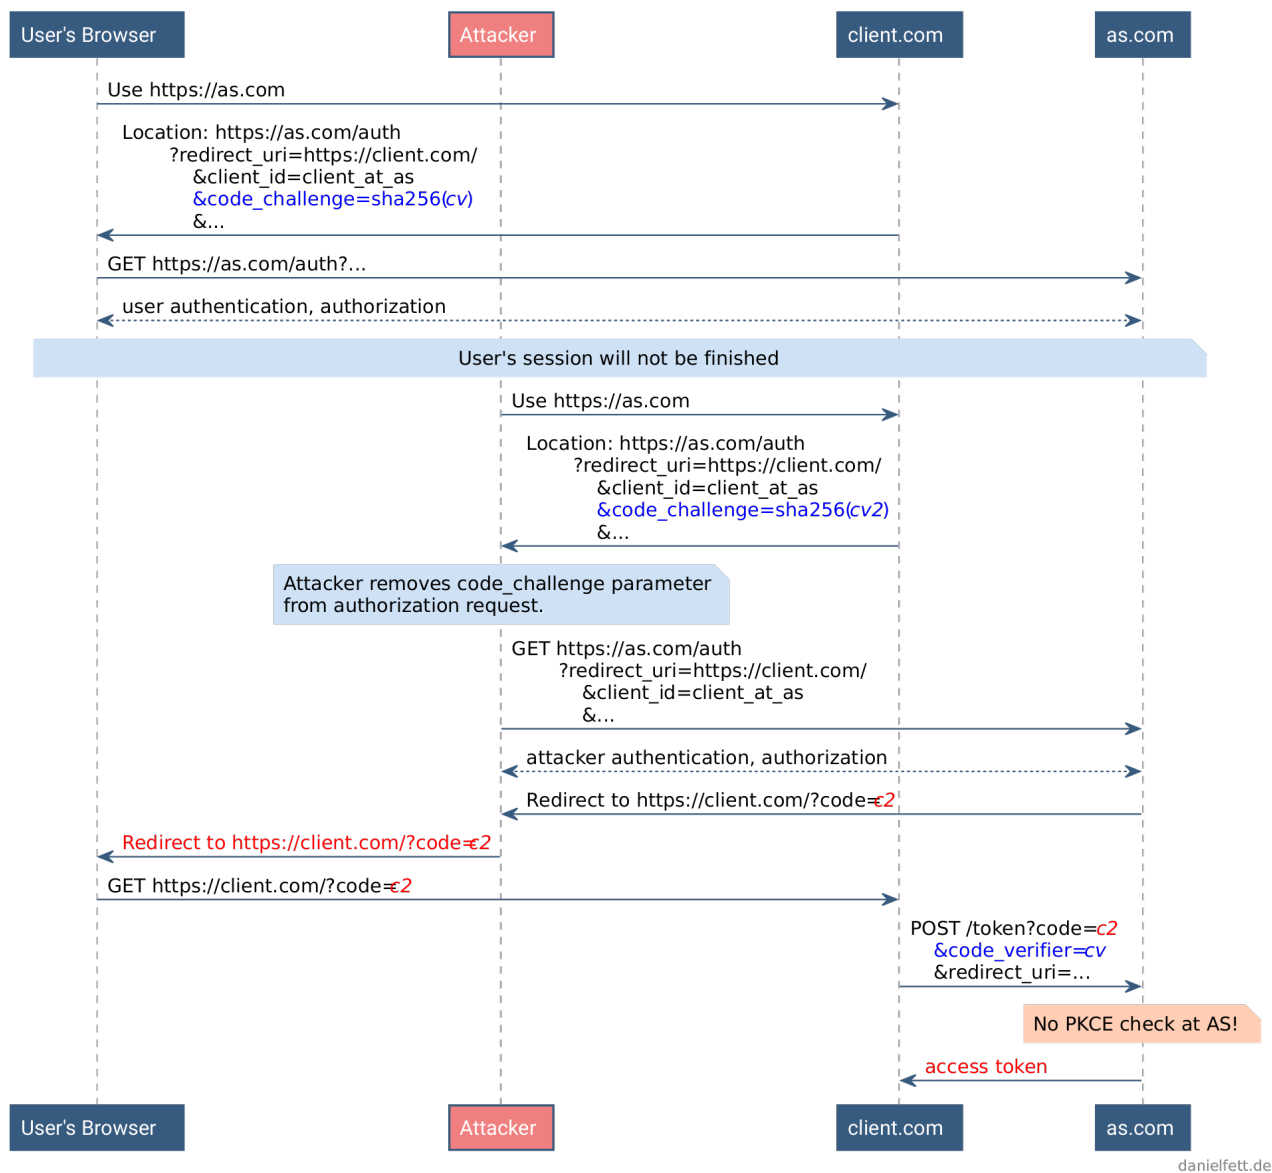 User's Browser
Attacker
client.com
as.com
Use https://as.com
Location: https://as.com/auth
?redirect_uri=https://client.com/
&client_id=client_at_as
&code_challenge=sha256(cv)
&...
GET https://as.com/auth?...
user authentication, authorization
User's session will not be finished
Use https://as.com
Location: https://as.com/auth
?redirect_uri=https://client.com/
&client_id=client_at_as
&code_challenge=sha256(cv2)
&...
Attacker removes code_challenge parameter
from authorization request.
GET https://as.com/auth
?redirect_uri=https://client.com/
&client_id=client_at_as
&...
attacker authentication, authorization
Redirect to https://client.com/?code=c2
Redirect to https://client.com/?code=c2
GET https://client.com/?code=c2
POST /token?code=c2
&code_verifier=cv
&redirect_uri=...
No PKCE check at AS!
access token
User's Browser
Attacker
client.com
as.com
danielfett.de